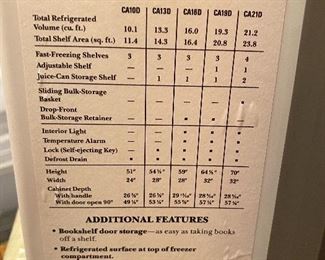 CA10D CA13D CA16D CA19D CA21D
Total Refrigerated
Volume (cu. ft.) 10.1 13.3 16.0 19.3 21.2
Total Shelf Area (sq. ft.) 11.4 14.3 16.4 20.8 23.8
Fast-Freezing Shelves 3 3 3 3 4
Adjustable Shelf — — — 1 1
Juice-Can Storage Shelf — 1 1 1 2
Sliding Bulk-Storage
Basket — — — —
Drop-Front
Bulk-Storage Retainer — — • •
Interior Light — — • • •
Temperature Alarm — — • • •
Lock (Self-ejecting Key) — — • • •
Defrost Drain • • • • •
Height 51" 59" 70"
Width 24" 28" 28" 32" 32"
Cabinet Depth
With handle
With door open 90°
ADDITIONAL FEATURES
• Bookshelf door storage—as easy as taking books
off a shelf.
• Refrigerated surface at top of freezer
compartment.